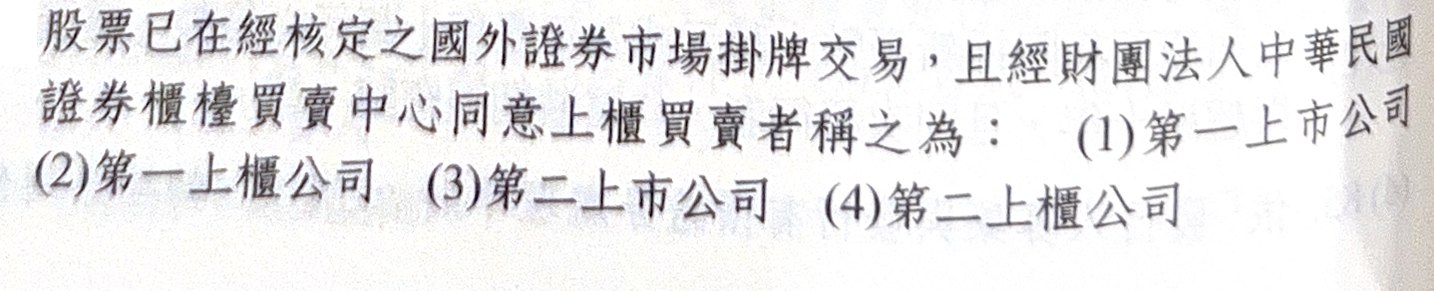 股票已在經核定之國外證券市場掛牌交易，且經財團法人中華民國
證券櫃檯買賣中心同意上櫃買賣者稱之為： (1)第一上市公司
(2)第一上櫃公司 (3)第二上市公司 (4)第二上櫃公司